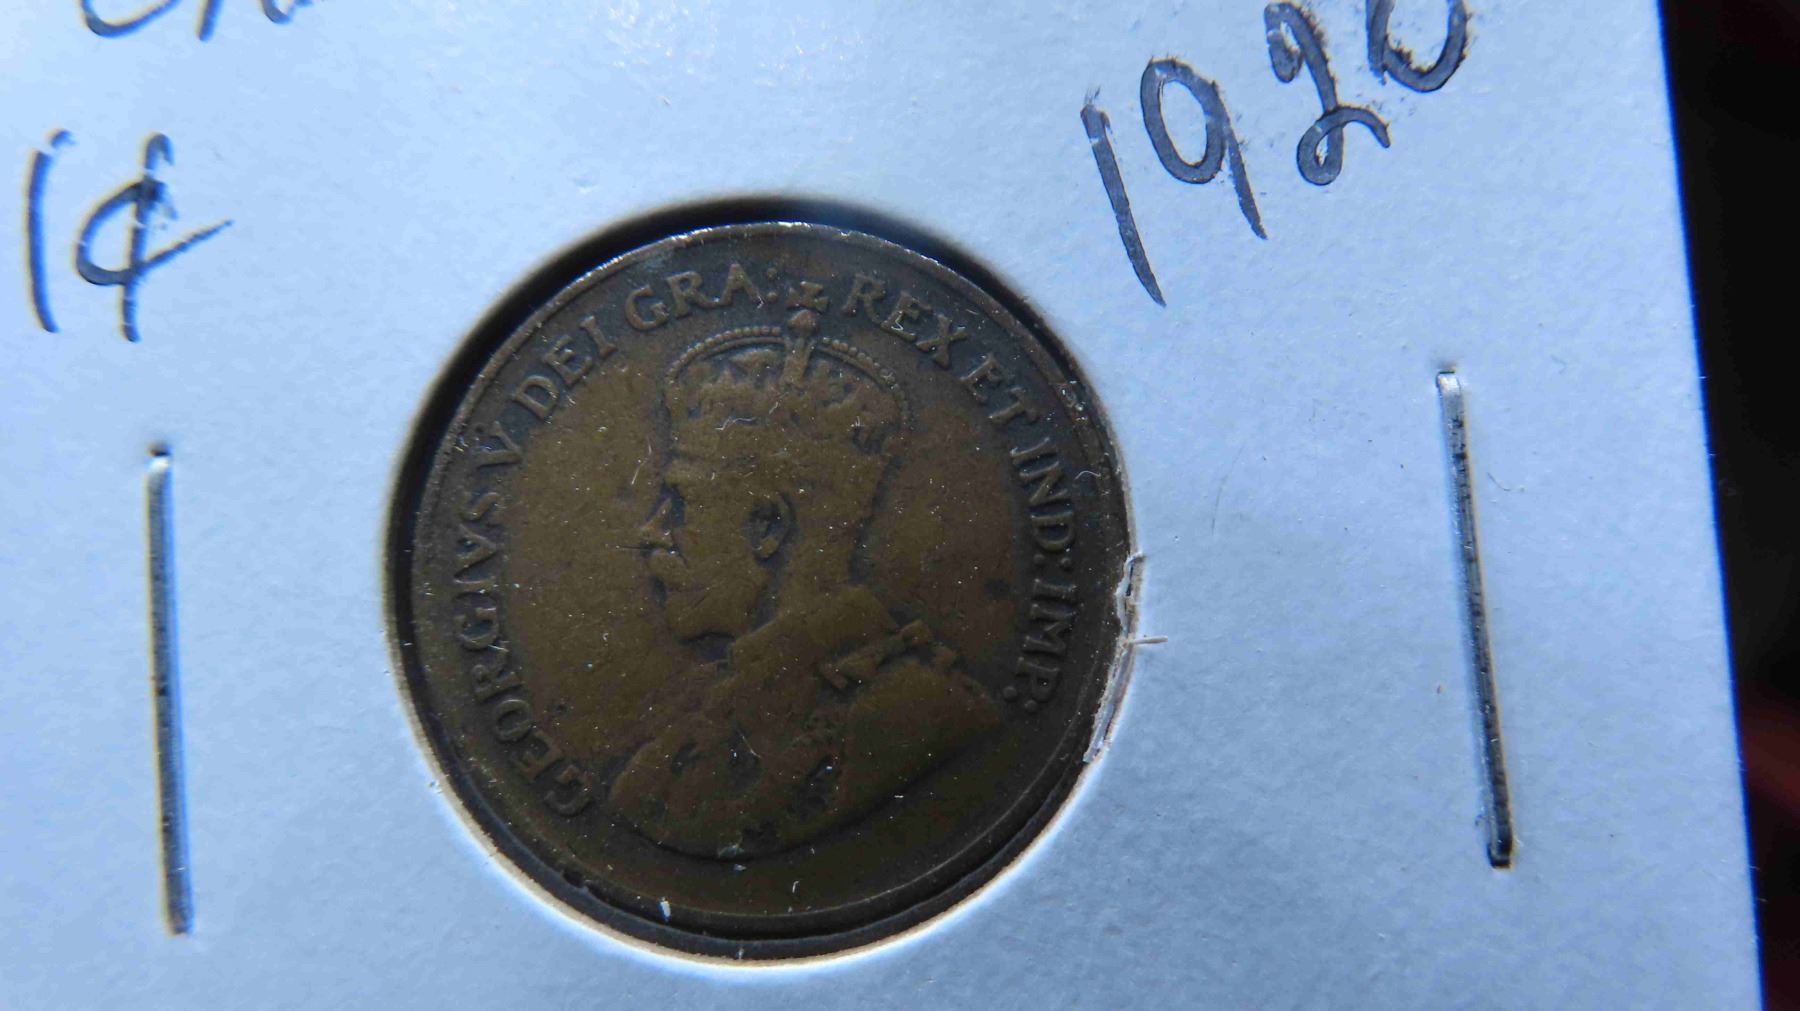 1¢
1920
GEORGIVS V DEI GRA: REX ET IND: IMP: